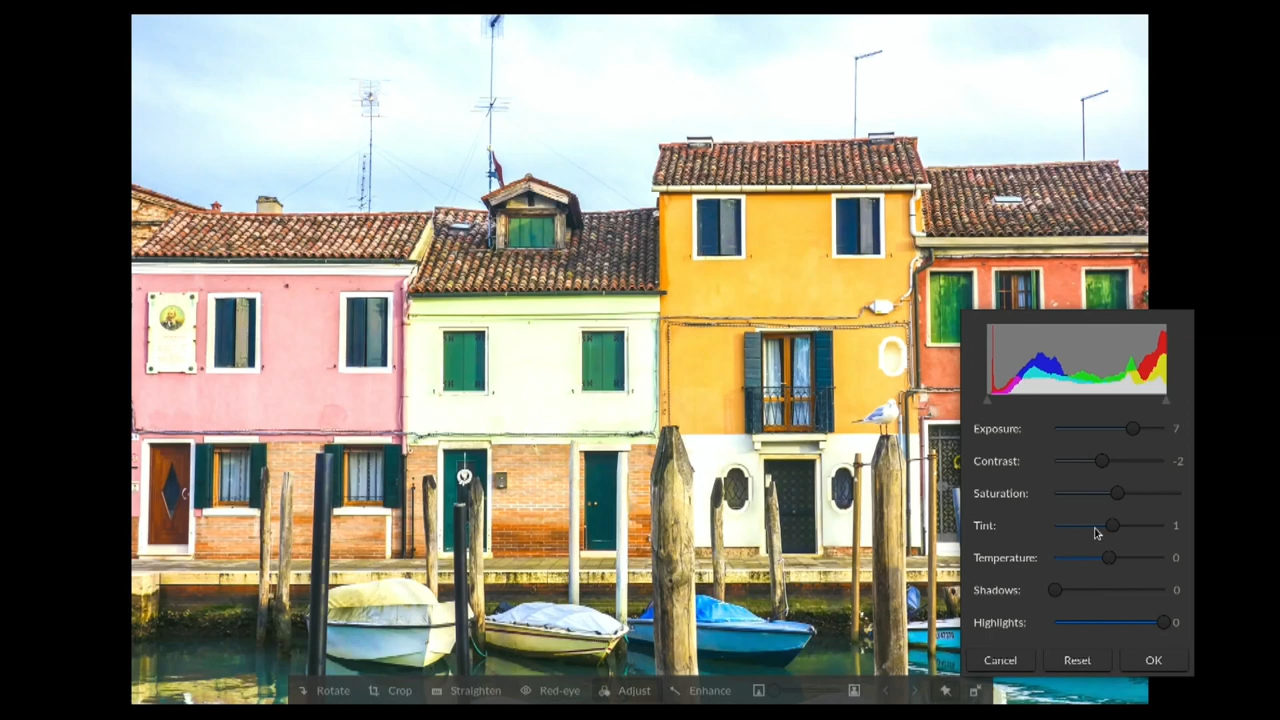 Exposure: 7
Contrast: -2
Saturation:
Tint: 1
Temperature: 0
Shadows: 0
Highlights: 0
Cancel Reset OK
Rotate Crop Straighten Red-eye Adjust Enhance